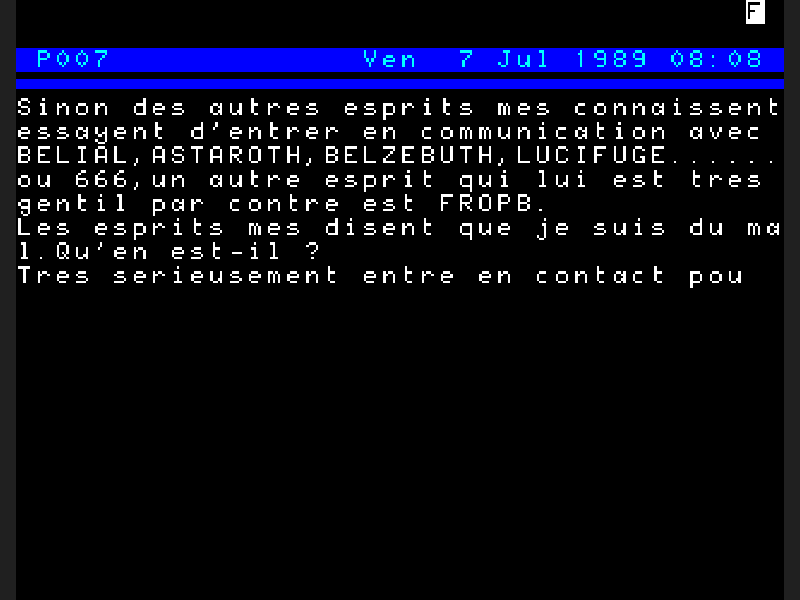 F
P007 Ven 7 Jul 1989 08:08
Sinon des autres esprits mes connaissent
essayent d'entrer en communication avec
BELIAL,ASTAROTH,BELZEBUTH,LUCIFUGE......
ou 666,un autre esprit qui lui est tres
gentil par contre est FROPB.
Les esprits mes disent que je suis du ma
l.Qu'en est-il ?
Tres serieusement entre en contact pou